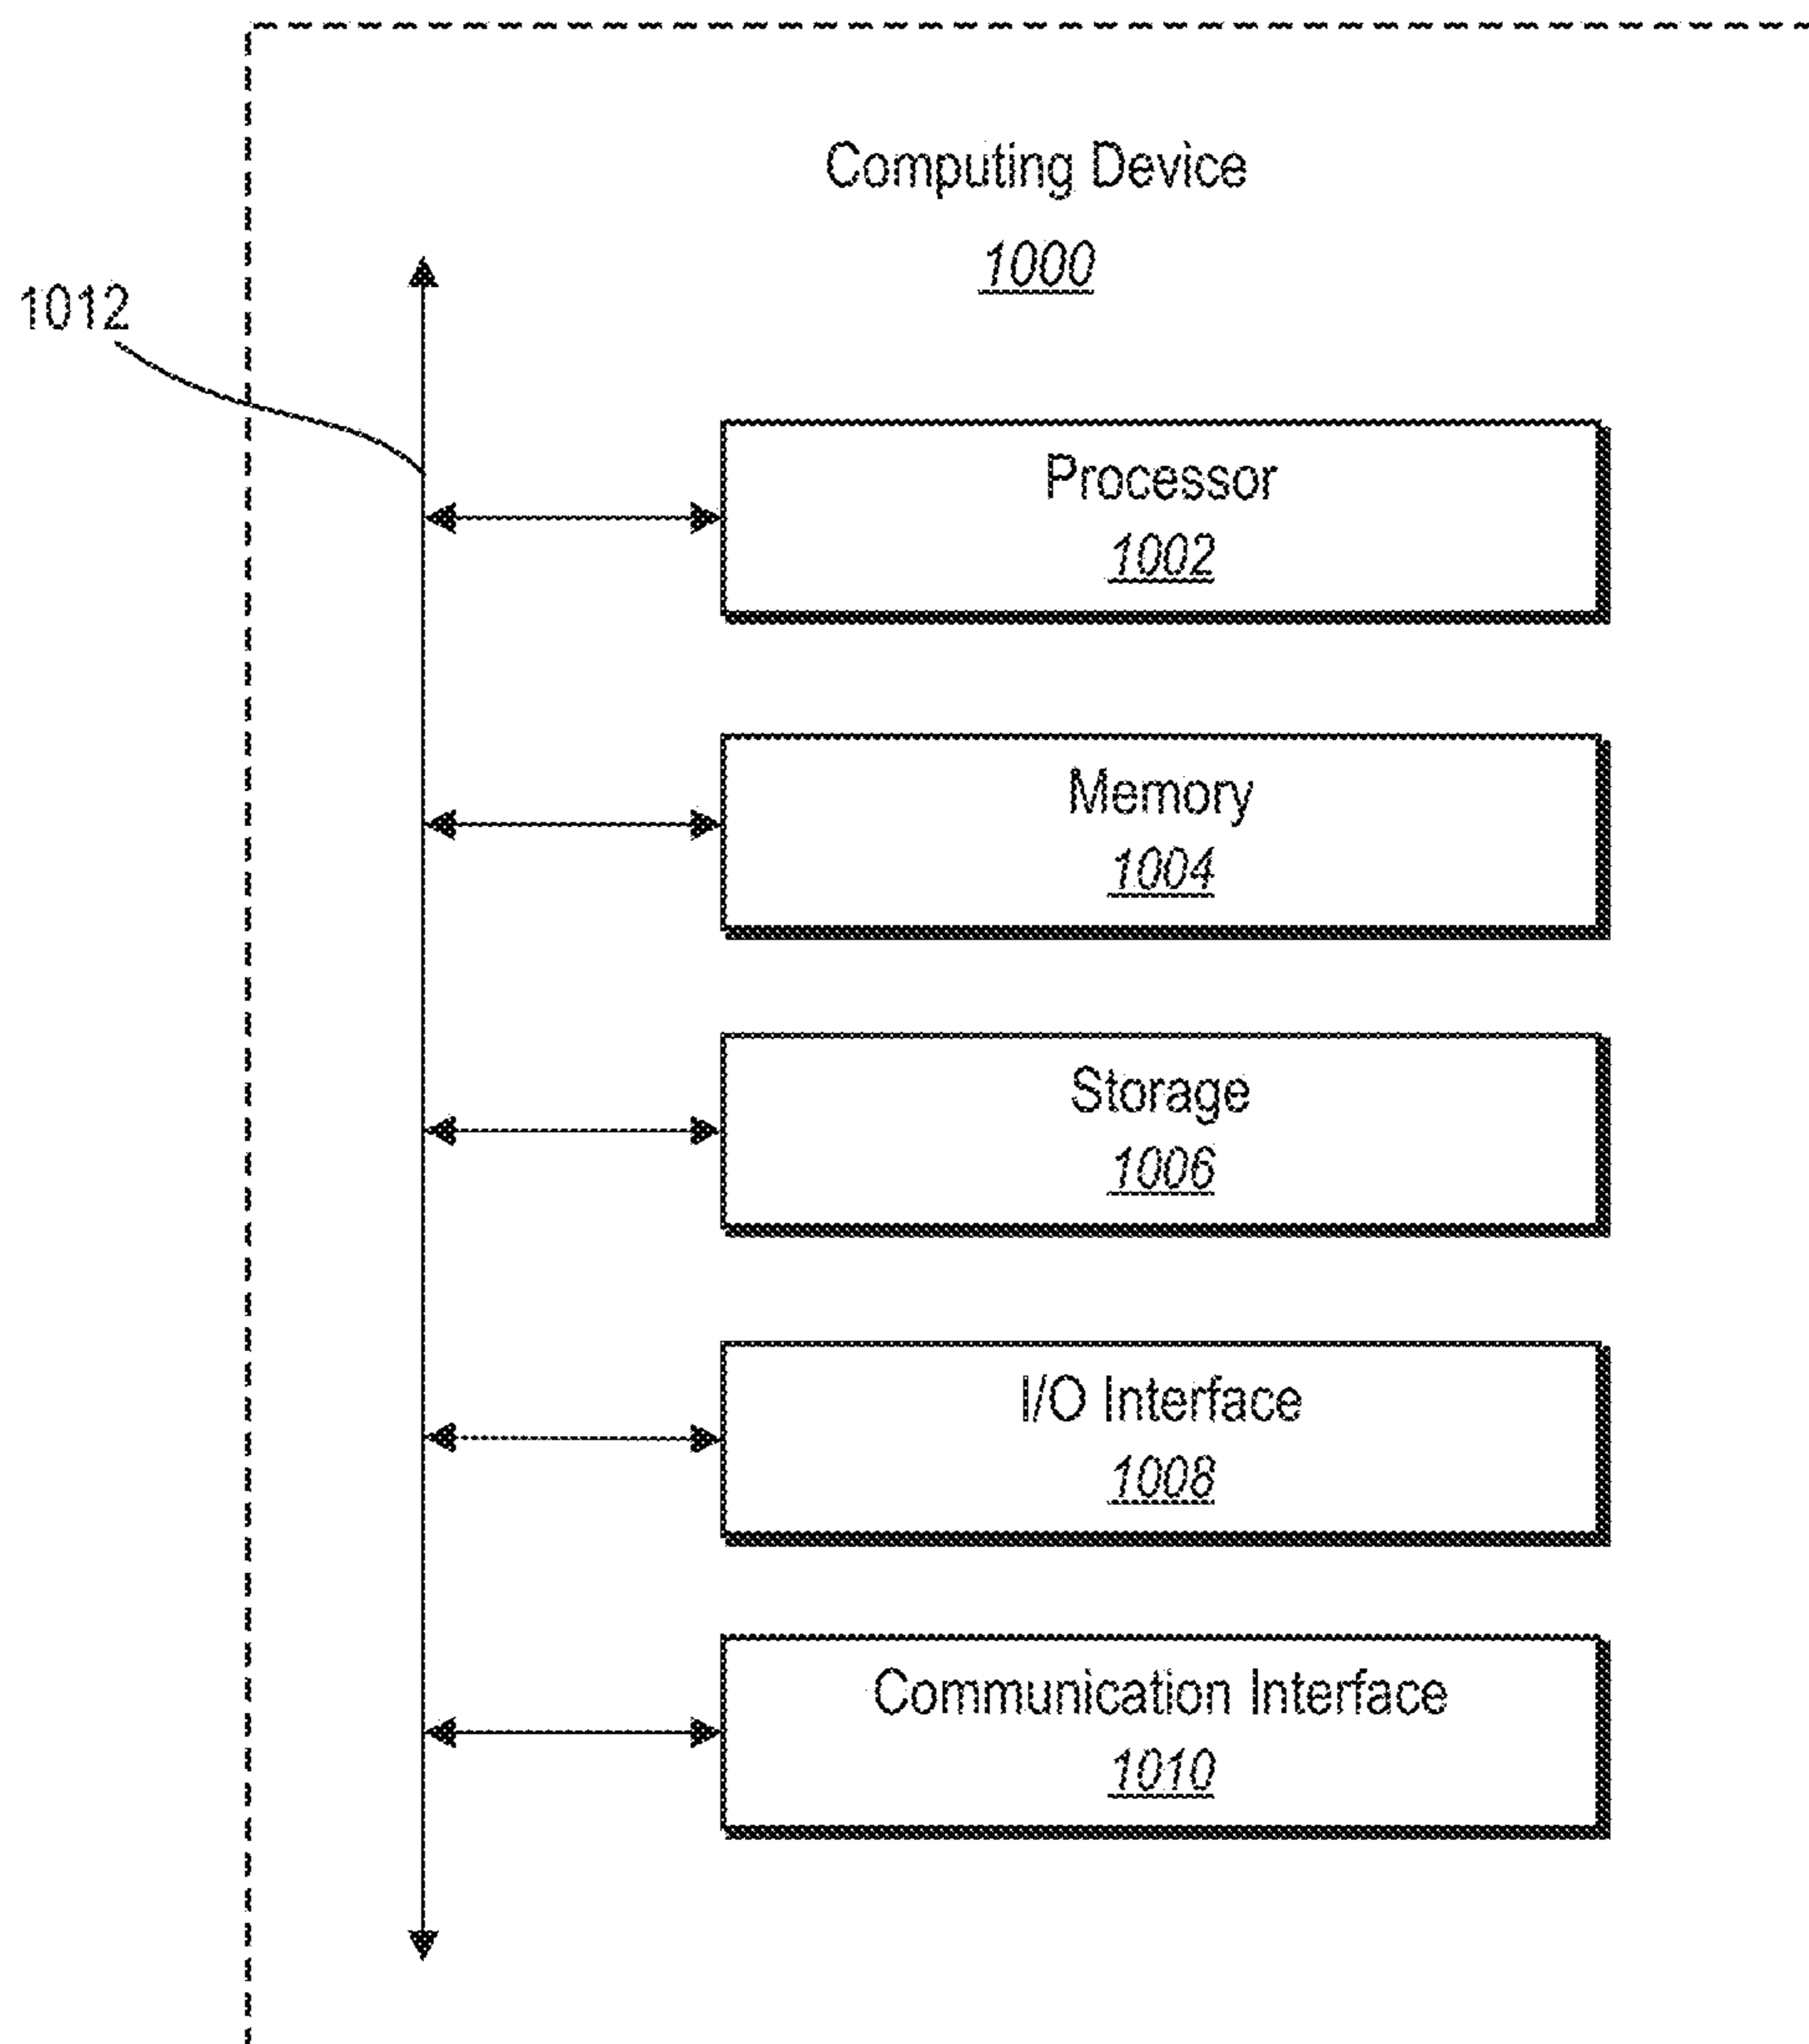 Computing Device
1000
1012
Processor
1002
Memory
1004
Storage
1006
I/O Interface
1008
Communication Interface
1010